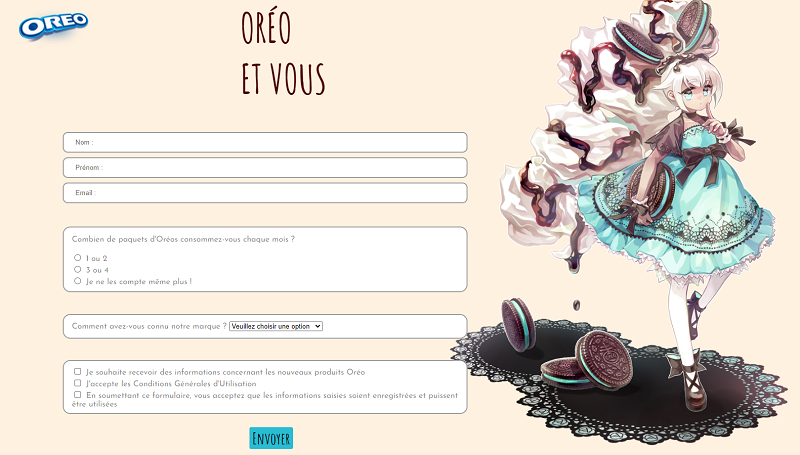 OREO
ORÉO
ET VOUS
Nom :
Prénom :
Email :
Combien de paquets d'Oréos consommez-vous chaque mois ?
1 ou 2
3 ou 4
Je ne les compte même plus !
Comment avez-vous connu notre marque ? Veuillez choisir une option
Je souhaite recevoir des informations concernant les nouveaux produits Oréo
J'accepte les Conditions Générales d'Utilisation
En soumettant ce formulaire, vous acceptez que les informations saisies soient enregistrées et puissent
être utilisées
Envoyer